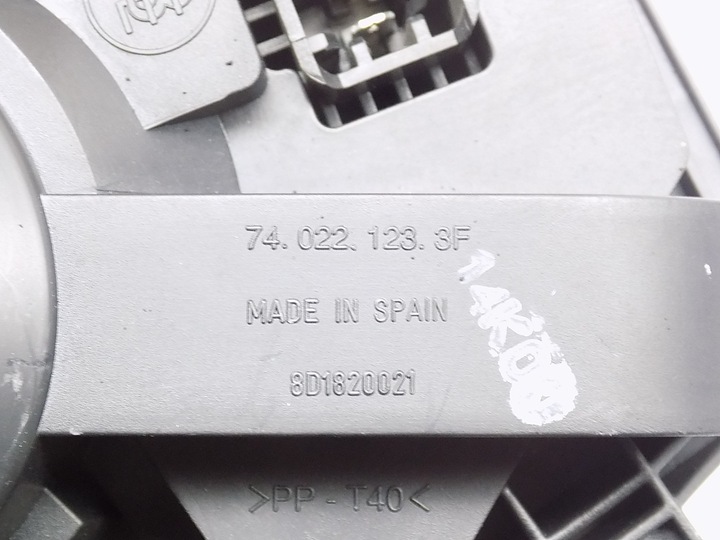 74. 022. 123. 3F
MADE IN SPAIN
8D1820021
>PP - T40<